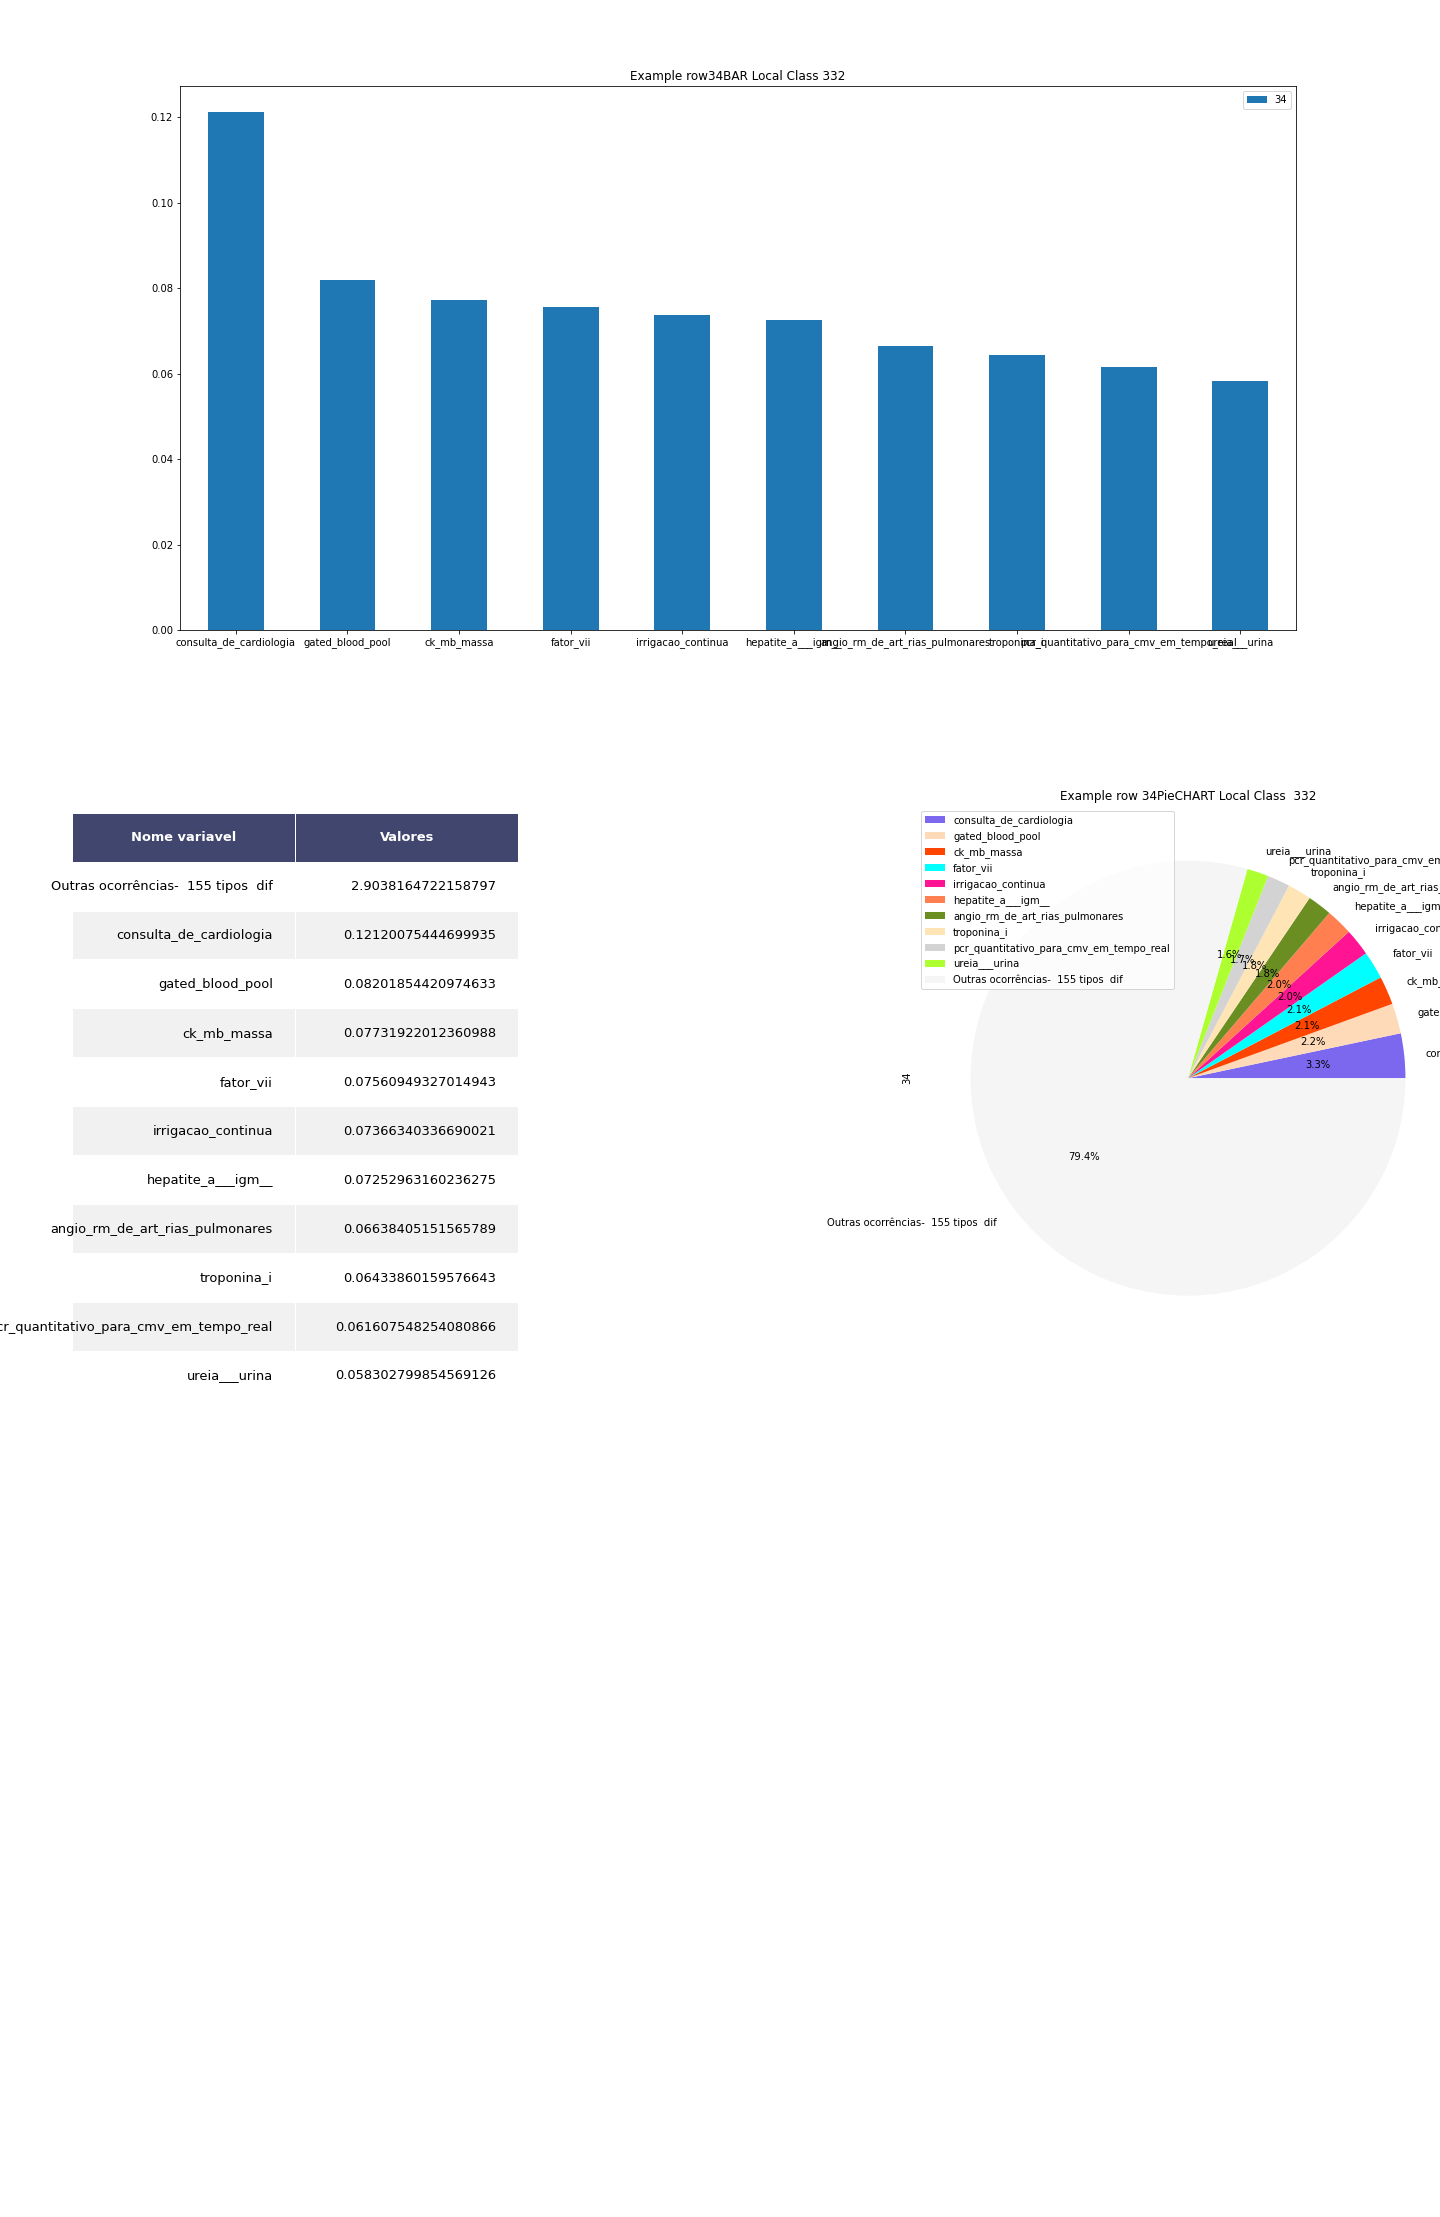 Example row34BAR Local Class 332
34
0.12
0.10
0.08
0.06
0.04
0.02
0.00
consulta_de_cardiologia gated_blood_pool ck_mb_massa fator_vii irrigacao_continua hepatite_a___igm__ angio_rm_de_art_rias_pulmonares troponina_i pcr_quantitativo_para_cmv_em_tempo_real ureia___urina
Nome variavel Valores
Outras ocorrências- 155 tipos dif 2.9038164722158797
consulta_de_cardiologia 0.12120075444699935
gated_blood_pool 0.08201854420974633
ck_mb_massa 0.07731922012360988
fator_vii 0.07560949327014943
irrigacao_continua 0.07366340336690021
hepatite_a___igm__ 0.07252963160236275
angio_rm_de_art_rias_pulmonares 0.06638405151565789
troponina_i 0.06433860159576643
cr_quantitativo_para_cmv_em_tempo_real 0.061607548254080866
ureia___urina 0.058302799854569126
Example row 34PieCHART Local Class 332
consulta_de_cardiologia
gated_blood_pool
ck_mb_massa
fator_vii
irrigacao_continua
hepatite_a___igm__
angio_rm_de_art_rias_pulmonares
troponina_i
pcr_quantitativo_para_cmv_em_tempo_real
ureia___urina
Outras ocorrências- 155 tipos dif
ureia___urina
pcr_quantitativo_para_cmv_em
troponina_i
angio_rm_de_art_rias_
hepatite_a___igm
irrigacao_con
fator_vii
ck_mb_
gate
con
1.6%
1.7%
1.8%
1.8%
2.0%
2.0%
2.1%
2.1%
2.2%
3.3%
34
79.4%
Outras ocorrências- 155 tipos dif